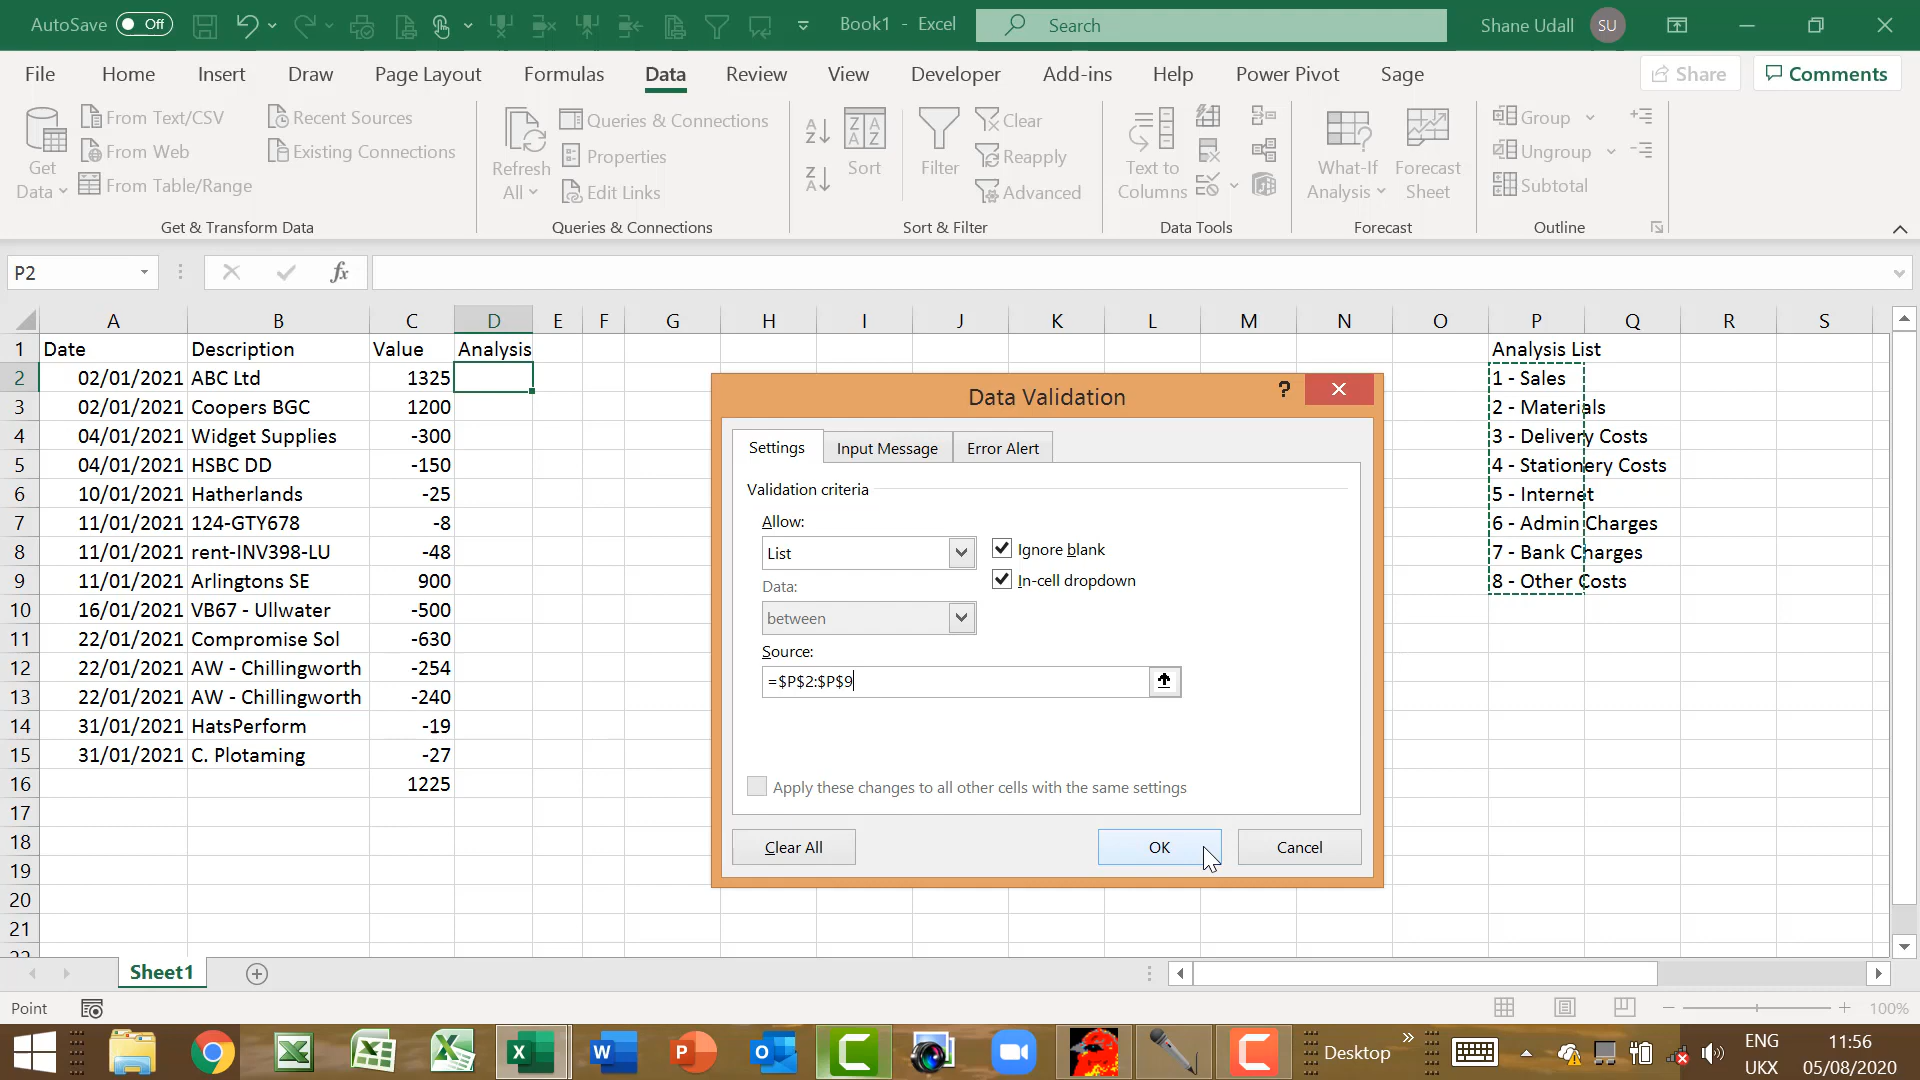 AutoSave Off Book1 - Excel Search Shane Udall SU
File Home Insert Draw Page Layout Formulas Data Review View Developer Add-ins Help Power Pivot Sage Share Comments
Get Data
From Text/CSV
From Web
From Table/Range
Recent Sources
Existing Connections
Get & Transform Data
Refresh All
Queries & Connections
Properties
Edit Links
Queries & Connections
Sort
Filter
Clear
Reapply
Advanced
Sort & Filter
Text to Columns
Data Tools
What-If Analysis
Forecast Sheet
Forecast
Group
Ungroup
Subtotal
Outline
P2 fx
A B C D E F G H I J K L M N O P Q R S
1 Date Description Value Analysis Analysis List
2 02/01/2021 ABC Ltd 1325 1 - Sales
3 02/01/2021 Coopers BGC 1200 2 - Materials
4 04/01/2021 Widget Supplies -300 3 - Delivery Costs
5 04/01/2021 HSBC DD -150 4 - Stationery Costs
6 10/01/2021 Hatherlands -25 5 - Internet
7 11/01/2021 124-GTY678 -8 6 - Admin Charges
8 11/01/2021 rent-INV398-LU -48 7 - Bank Charges
9 11/01/2021 Arlingtons SE 900 8 - Other Costs
10 16/01/2021 VB67 - Ullwater -500
11 22/01/2021 Compromise Sol -630
12 22/01/2021 AW - Chillingworth -254
13 22/01/2021 AW - Chillingworth -240
14 31/01/2021 HatsPerform -19
15 31/01/2021 C. Plotaming -27
16 1225
17
18
19
20
21
22
Data Validation ?
Settings Input Message Error Alert
Validation criteria
Allow:
List
Ignore blank
Data:
In-cell dropdown
between
Source:
=$P$2:$P$9
Apply these changes to all other cells with the same settings
Clear All OK Cancel
Sheet1
Point 100%
Desktop ENG 11:56
UKX 05/08/2020